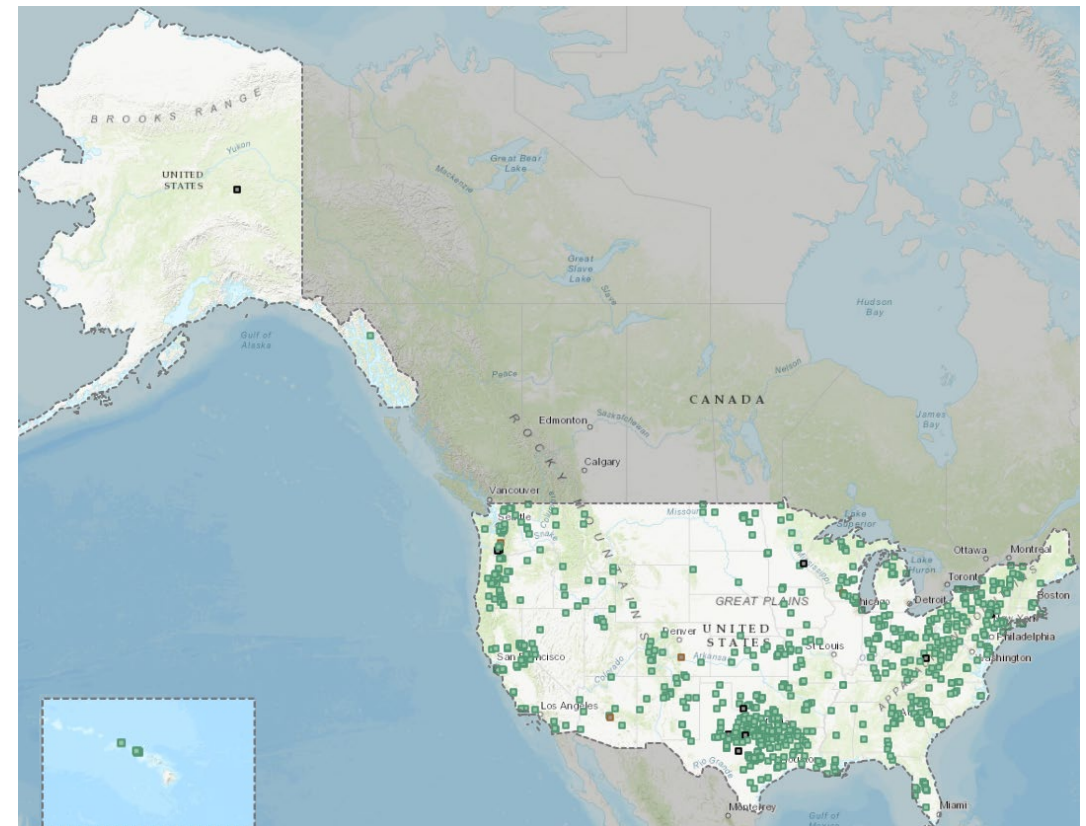 BROOKS RANGE
Yukon
UNITED
STATES
Great Bear
Lake
Mackenzie
Great
Slave
Lake
Slave
Hudson
Bay
Gulf of
Alaska
Peace
Nelson
CANADA
James
Bay
Edmonton
Saskatchewan
ROCKY MOUNTAINS
Calgary
Vancouver
Seattle
Missouri
Lake
Superior
Snake
Ottawa
Montreal
Lake
Huron
Toronto
Mississippi
GREAT PLAINS
Detroit
Boston
Denver
UNITED
STATES
St Louis
Philadelphia
Arkansas
Washington
San Francisco
Colorado
Los Angeles
Rio Grande
Houston
Monterrey
Miami
Gulf of